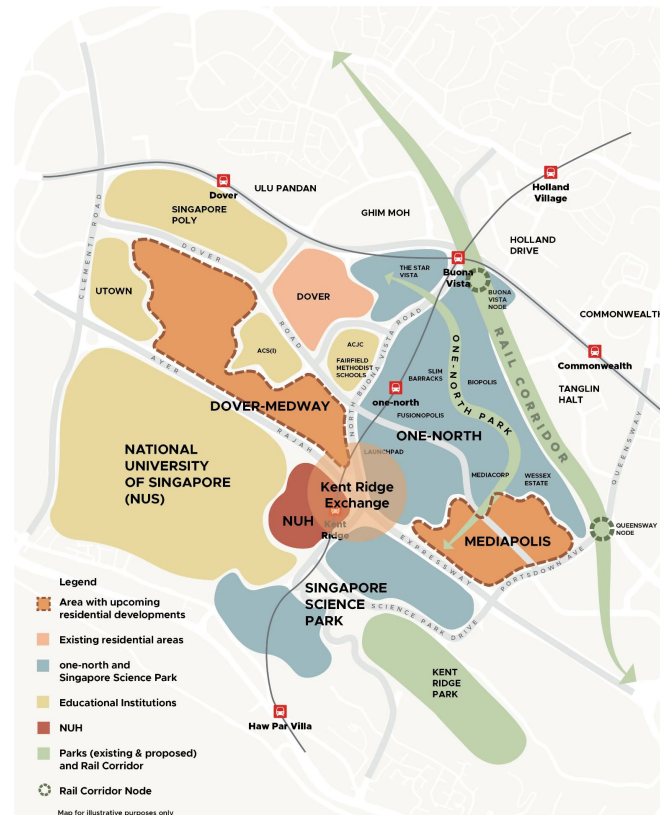 Dover
ULU PANDAN
SINGAPORE
POLY
GHIM MOH
Holland
Village
HOLLAND
DRIVE
CLEMENTI ROAD
DOVER
ROAD
UTOWN
DOVER
THE STAR
VISTA
Buona
Vista
BUONA
VISTA
NODE
COMMONWEALTH
Commonwealth
TANGLIN
HALT
RAIL CORRIDOR
ONE-NORTH PARK
NORTH BUONA VISTA ROAD
ACS(I)
ACJC
FAIRFIELD
METHODIST
SCHOOLS
SLIM
BARRACKS
BIOPOLIS
one-north
FUSIONOPOLIS
DOVER-MEDWAY
ONE-NORTH
AYER
RAJAH
EXPRESSWAY
QUEENSWAY
NATIONAL
UNIVERSITY
OF SINGAPORE
(NUS)
LAUNCHPAD
MEDIACORP
WESSEX
ESTATE
Kent Ridge
Exchange
NUH
Kent
Ridge
MEDIAPOLIS
QUEENSWAY
NODE
PORTSDOWN AVE
SINGAPORE
SCIENCE
PARK
SCIENCE PARK DRIVE
KENT
RIDGE
PARK
Haw Par Villa
Legend
Area with upcoming
residential developments
Existing residential areas
one-north and
Singapore Science Park
Educational Institutions
NUH
Parks (existing & proposed)
and Rail Corridor
Rail Corridor Node
Map for illustrative purposes only